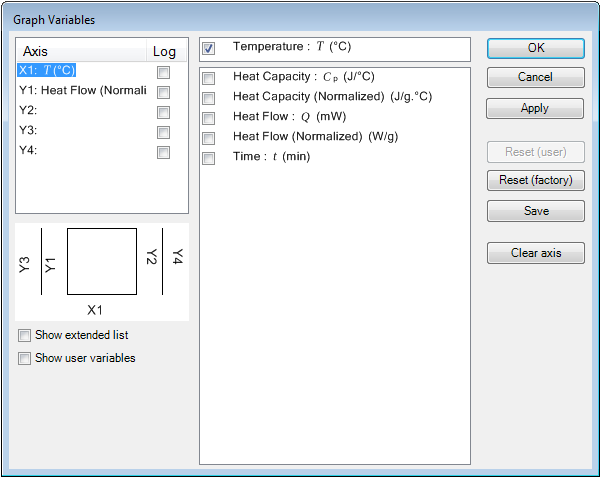 Graph Variables
Axis Log
X1: T (°C)
Y1: Heat Flow (Normali
Y2:
Y3:
Y4:
Y3 Y1 Y2 Y4
X1
Show extended list
Show user variables
Temperature : T (°C)
Heat Capacity : Cp (J/°C)
Heat Capacity (Normalized) (J/g.°C)
Heat Flow : Q (mW)
Heat Flow (Normalized) (W/g)
Time : t (min)
OK
Cancel
Apply
Reset (user)
Reset (factory)
Save
Clear axis